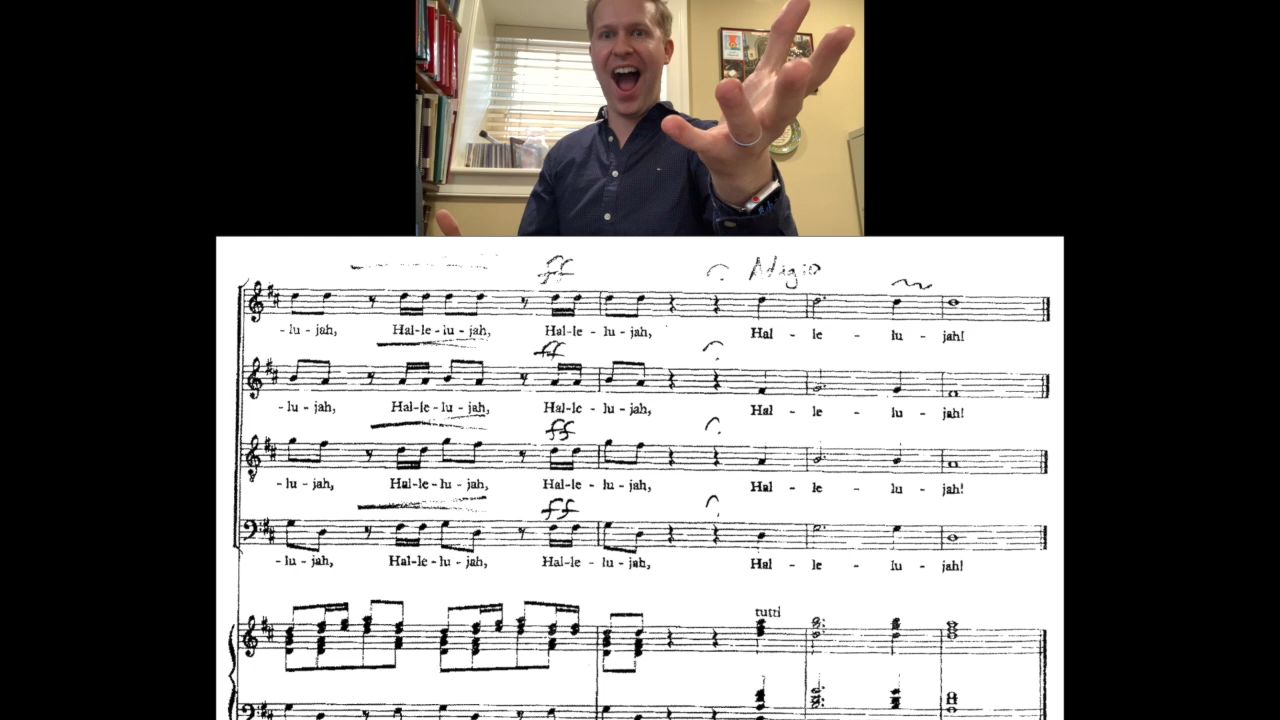 ff Adagio
- lu - jah, Hal-le - lu - jah, Hal-le - lu - jah, Hal - le - lu - jah!
ff
- lu - jah, Hal-le - lu - jah, Hal-le - lu - jah, Hal - le - lu - jah!
ff
- lu - jah, Hal-le - lu - jah, Hal-le - lu - jah, Hal - le - lu - jah!
ff
- lu - jah, Hal-le - lu - jah, Hal-le - lu - jah, Hal - le - lu - jah!
tutti